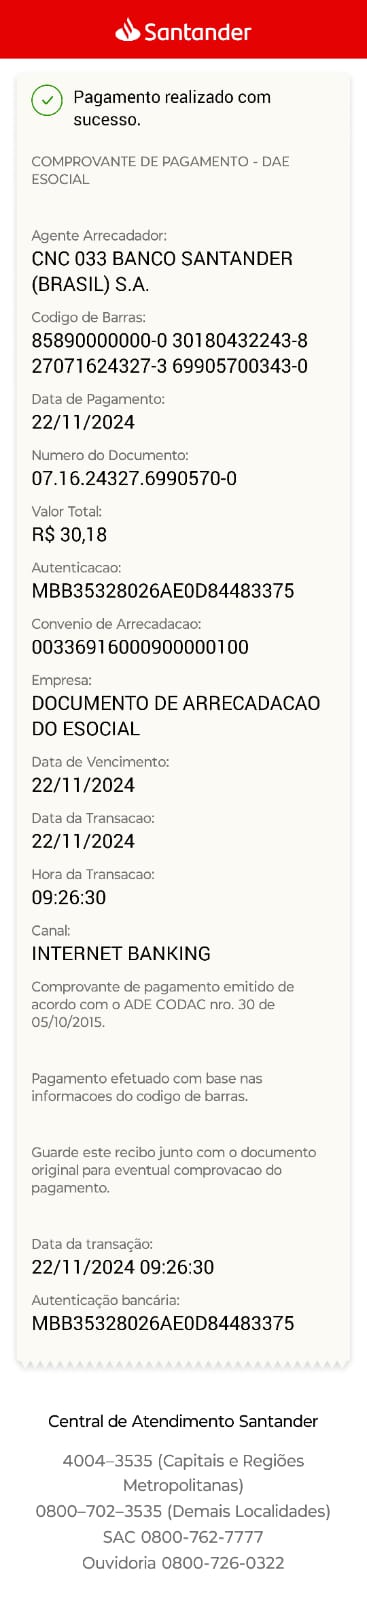 Santander
Pagamento realizado com
sucesso.
COMPROVANTE DE PAGAMENTO - DAE
ESOCIAL
Agente Arrecadador:
CNC 033 BANCO SANTANDER
(BRASIL) S.A.
Codigo de Barras:
85890000000-0 30180432243-8
27071624327-3 69905700343-0
Data de Pagamento:
22/11/2024
Numero do Documento:
07.16.24327.6990570-0
Valor Total:
R$ 30,18
Autenticacao:
MBB35328026AE0D84483375
Convenio de Arrecadacao:
00336916000900000100
Empresa:
DOCUMENTO DE ARRECADACAO
DO ESOCIAL
Data de Vencimento:
22/11/2024
Data da Transacao:
22/11/2024
Hora da Transacao:
09:26:30
Canal:
INTERNET BANKING
Comprovante de pagamento emitido de
acordo com o ADE CODAC nro. 30 de
05/10/2015.
Pagamento efetuado com base nas
informacoes do codigo de barras.
Guarde este recibo junto com o documento
original para eventual comprovacao do
pagamento.
Data da transação:
22/11/2024 09:26:30
Autenticação bancária:
MBB35328026AE0D84483375
Central de Atendimento Santander
4004–3535 (Capitais e Regiões
Metropolitanas)
0800–702–3535 (Demais Localidades)
SAC 0800-762-7777
Ouvidoria 0800-726-0322